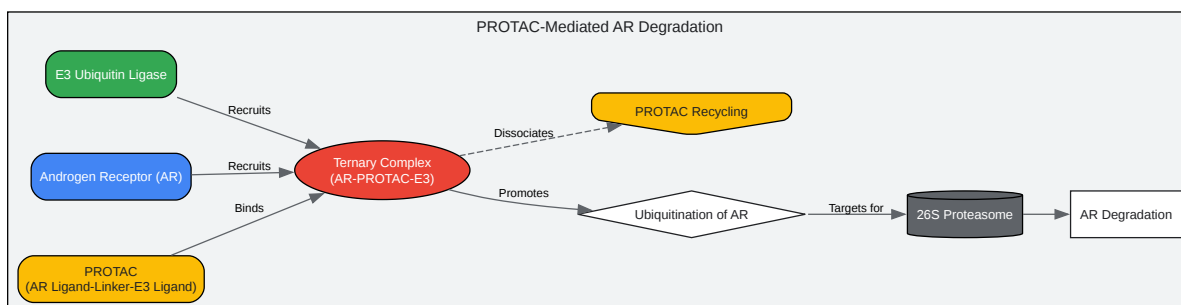 PROTAC-Mediated AR Degradation
E3 Ubiquitin Ligase
Recruits
PROTAC Recycling
Dissociates
Androgen Receptor (AR)
Recruits
Ternary Complex
(AR-PROTAC-E3)
Promotes
Binds
Ubiquitination of AR
Targets for
26S Proteasome
AR Degradation
PROTAC
(AR Ligand-Linker-E3 Ligand)